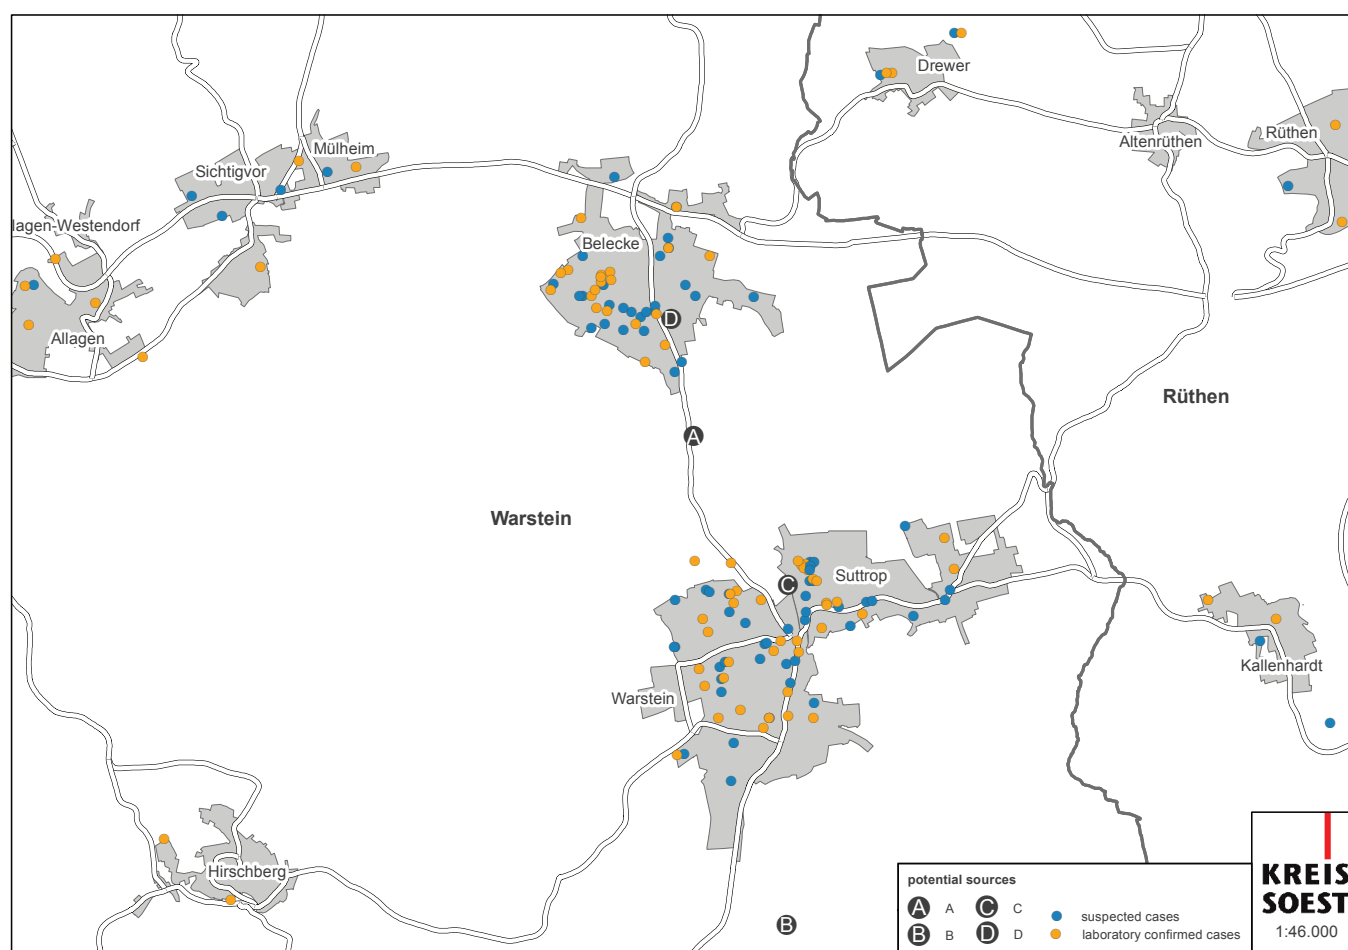 Drewer
Altenrüthen
Rüthen
Mülheim
Sichtigvor
lagen-Westendorf
Belecke
D
Allagen
A
Rüthen
Warstein
C
Suttrop
Kallenhardt
Warstein
Hirschberg
B
potential sources
A A C C
B B D D
suspected cases
laboratory confirmed cases
KREIS
SOEST
1:46.000